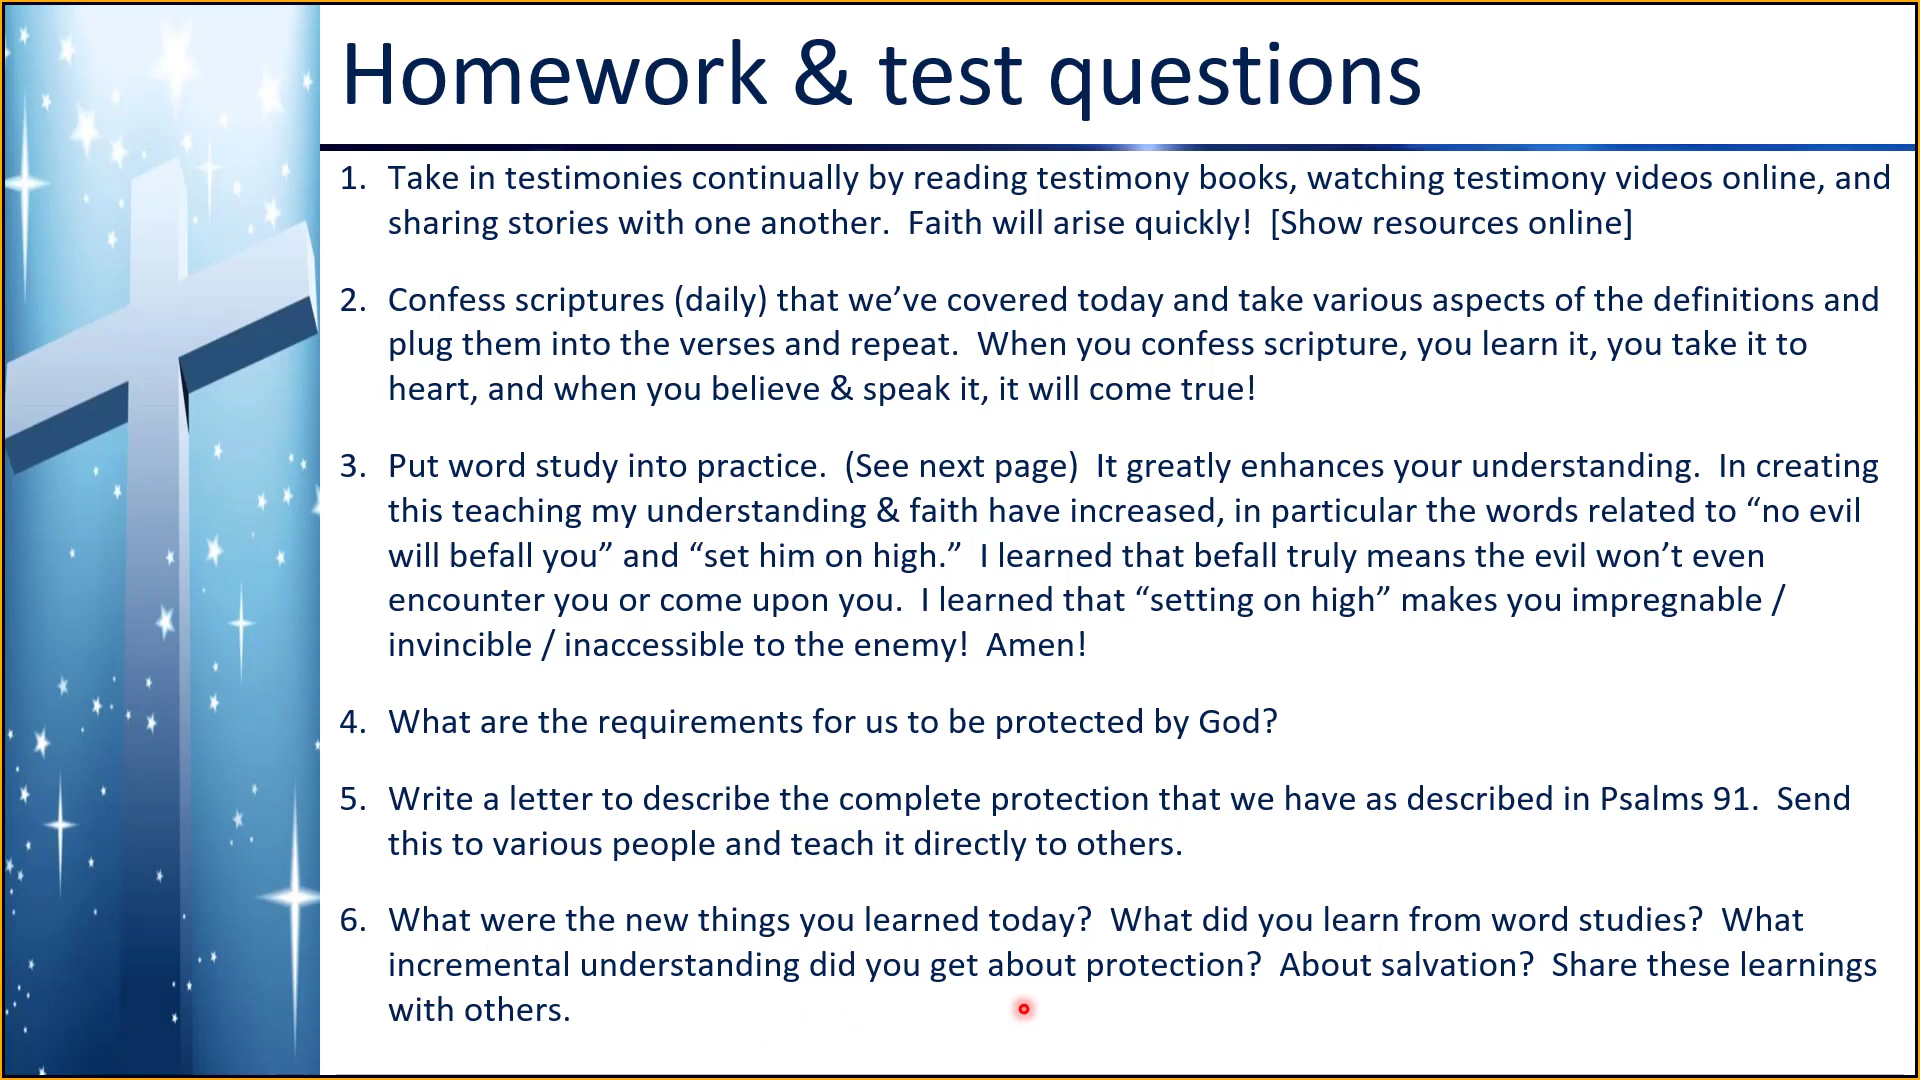 Homework & test questions
1. Take in testimonies continually by reading testimony books, watching testimony videos online, and
sharing stories with one another.  Faith will arise quickly!  [Show resources online]
2. Confess scriptures (daily) that we’ve covered today and take various aspects of the definitions and
plug them into the verses and repeat.  When you confess scripture, you learn it, you take it to
heart, and when you believe & speak it, it will come true!
3. Put word study into practice.  (See next page)  It greatly enhances your understanding.  In creating
this teaching my understanding & faith have increased, in particular the words related to “no evil
will befall you” and “set him on high.”  I learned that befall truly means the evil won’t even
encounter you or come upon you.  I learned that “setting on high” makes you impregnable /
invincible / inaccessible to the enemy!  Amen!
4. What are the requirements for us to be protected by God?
5. Write a letter to describe the complete protection that we have as described in Psalms 91.  Send
this to various people and teach it directly to others.
6. What were the new things you learned today?  What did you learn from word studies?  What
incremental understanding did you get about protection?  About salvation?  Share these learnings
with others.